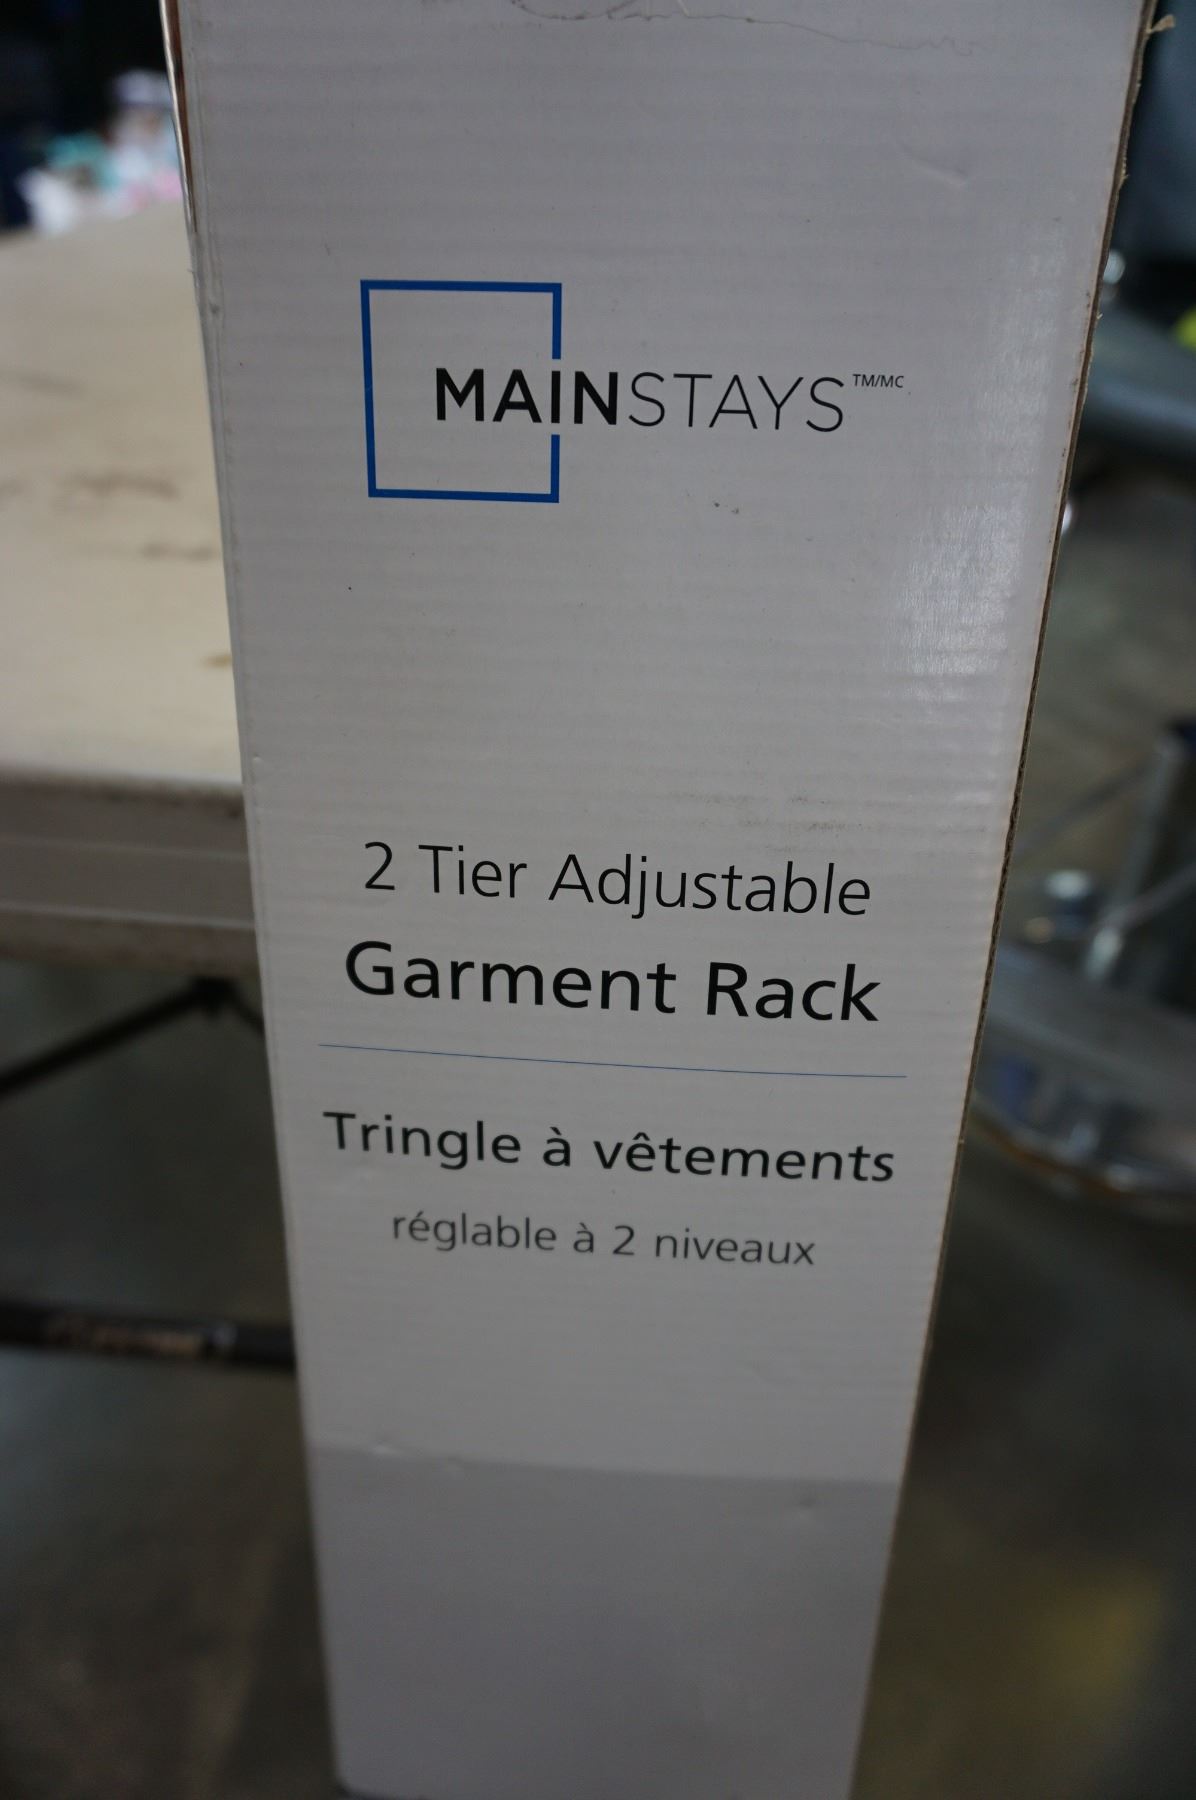 MAINSTAYS™/MC
2 Tier Adjustable
Garment Rack
Tringle à vêtements
réglable à 2 niveaux